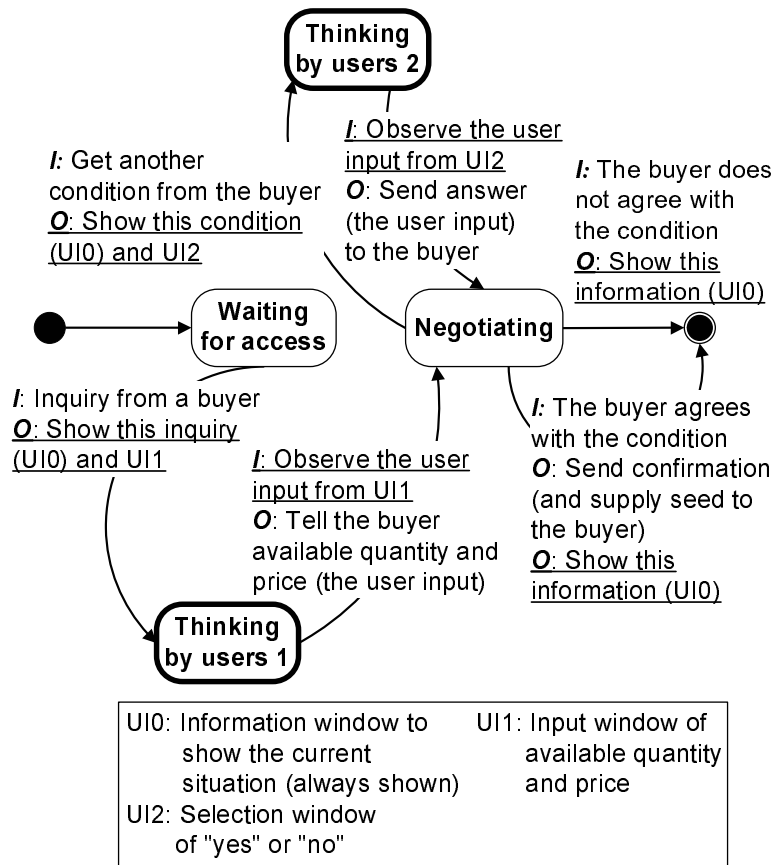 Thinking
by users 2
I: Get another
condition from the buyer
O: Show this condition
(UI0) and UI2
I: Observe the user
input from UI2
O: Send answer
(the user input)
to the buyer
I: The buyer does
not agree with
the condition
O: Show this
information (UI0)
Waiting
for access
Negotiating
I: Inquiry from a buyer
O: Show this inquiry
(UI0) and UI1
I: Observe the user
input from UI1
O: Tell the buyer
available quantity and
price (the user input)
I: The buyer agrees
with the condition
O: Send confirmation
(and supply seed to
the buyer)
O: Show this
information (UI0)
Thinking
by users 1
UI0: Information window to
show the current
situation (always shown)
UI2: Selection window
of "yes" or "no"
UI1: Input window of
available quantity
and price